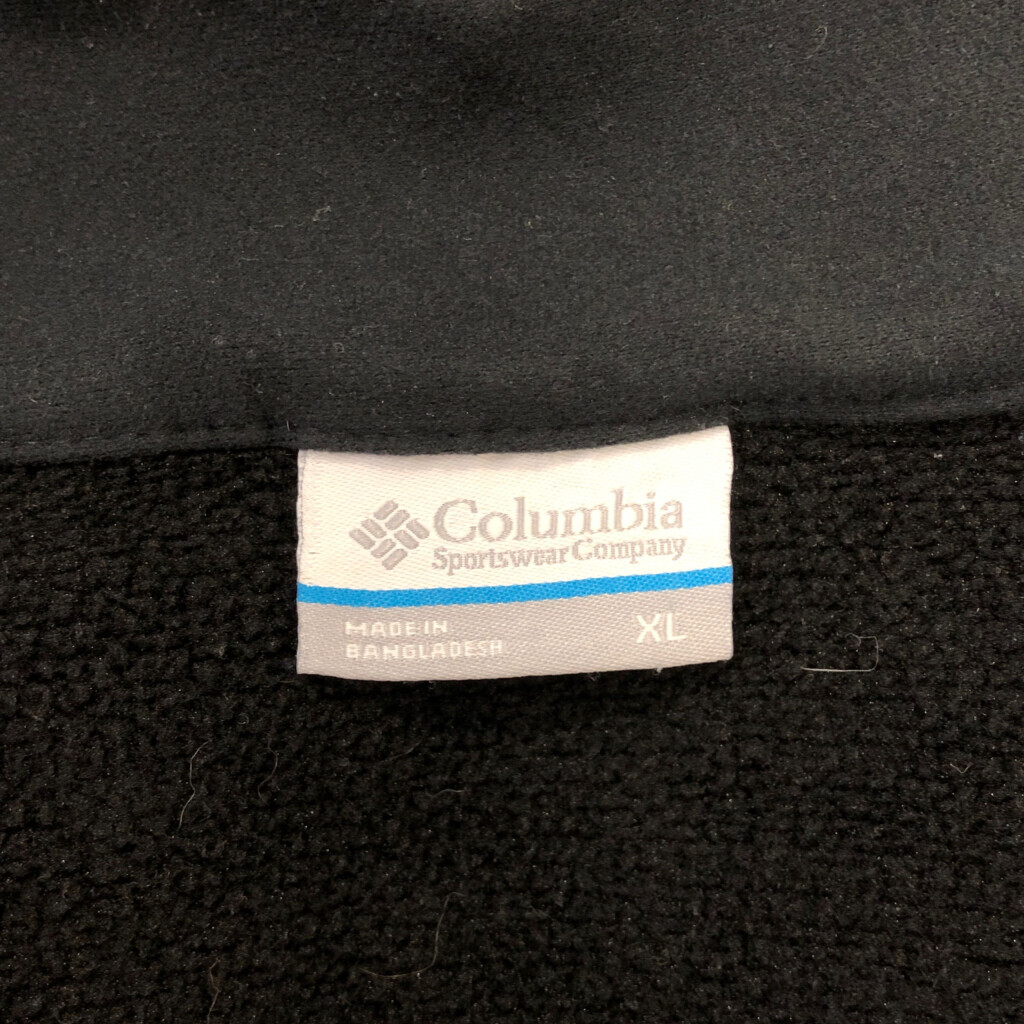 Columbia
Sportswear Company
MADE IN
BANGLADESH
XL